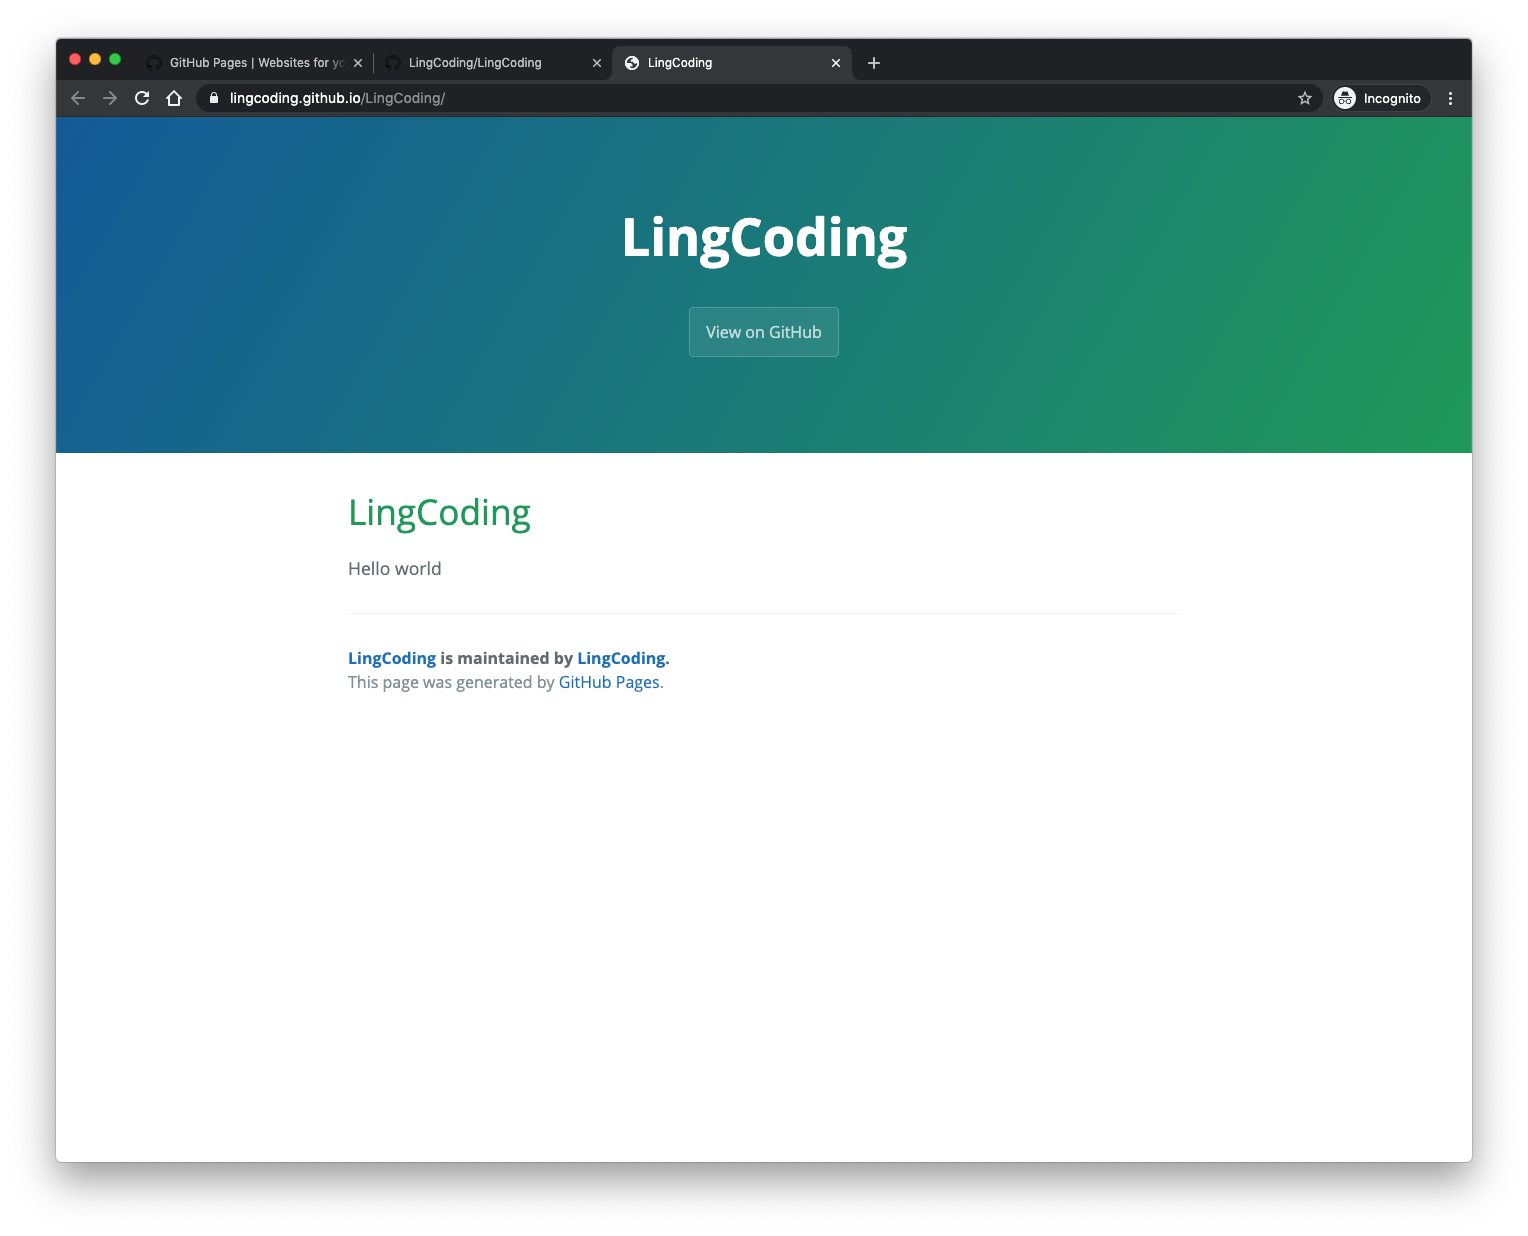 GitHub Pages | Websites for yo
LingCoding/LingCoding
LingCoding
lingcoding.github.io/LingCoding/
Incognito
LingCoding
View on GitHub
LingCoding
Hello world
LingCoding is maintained by LingCoding.
This page was generated by GitHub Pages.